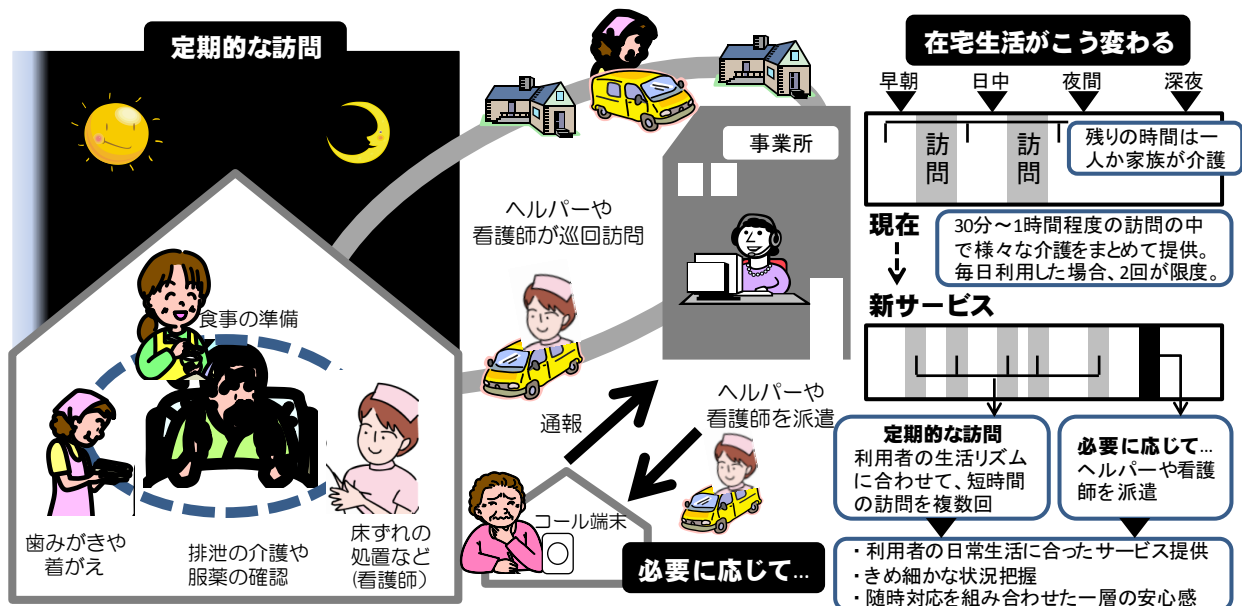 定期的な訪問
食事の準備
歯みがきや
着がえ
排泄の介護や
服薬の確認
床ずれの
処置など
(看護師)
ヘルパーや
看護師が巡回訪問
事業所
通報
ヘルパーや
看護師を派遣
コール端末
必要に応じて…
在宅生活がこう変わる
早朝 日中 夜間 深夜
訪問
訪問
残りの時間は一
人か家族が介護
現在
30分~1時間程度の訪問の中
で様々な介護をまとめて提供。
毎日利用した場合、2回が限度。
新サービス
定期的な訪問
利用者の生活リズム
に合わせて、短時間
の訪問を複数回
必要に応じて…
ヘルパーや看護
師を派遣
・利用者の日常生活に合ったサービス提供
・きめ細かな状況把握
・随時対応を組み合わせた一層の安心感